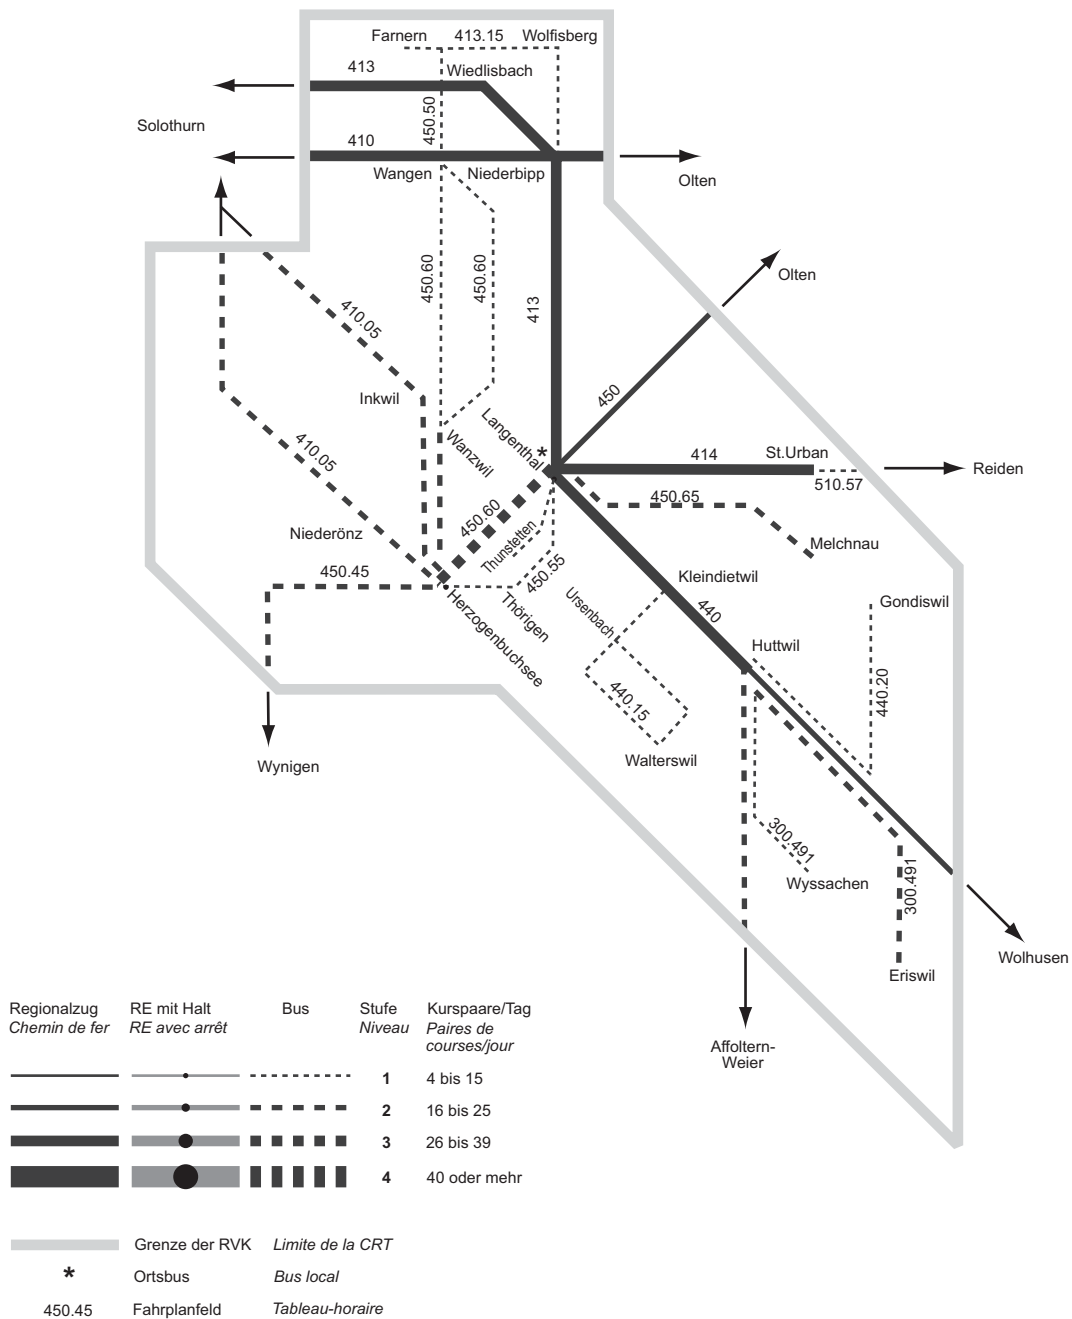 Farnern
413.15
Wolfisberg
413
Wiedlisbach
450.50
Solothurn
410
Wangen
Niederbipp
Olten
450.60
450.60
413
Olten
410.05
Inkwil
450
Langenthal
*
Wanzwil
410.05
414
St.Urban
Reiden
510.57
450.65
450.60
Niederönz
Thunstetten
Melchnau
450.45
450.55
Kleindietwil
Gondiswil
Thörigen
Ursenbach
440
Herzogenbuchsee
Huttwil
440.20
440.15
Walterswil
Wynigen
300.491
Wyssachen
300.491
Eriswil
Wolhusen
Affoltern-
Weier
Regionalzug RE mit Halt Bus Stufe Kurspaare/Tag
Chemin de fer RE avec arrêt Niveau Paires de
courses/jour
1 4 bis 15
2 16 bis 25
3 26 bis 39
4 40 oder mehr
Grenze der RVK Limite de la CRT
* Ortsbus Bus local
450.45 Fahrplanfeld Tableau-horaire